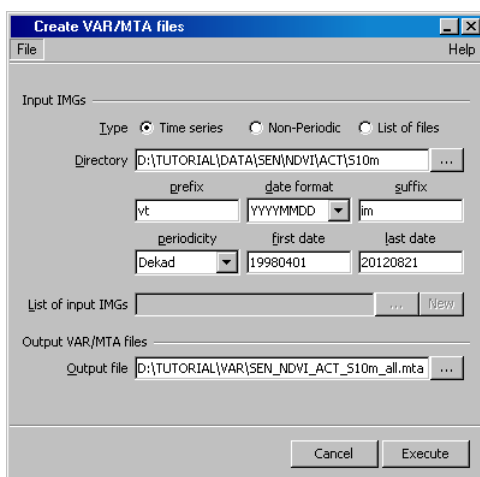 Create VAR/MTA files
File Help
Input IMGs
Type Time series Non-Periodic List of files
Directory D:\TUTORIAL\DATA\SEN\NDVI\ACT\S10m ...
prefix date format suffix
vt YYYYMMDD im
periodicity first date last date
Dekad 19980401 20120821
List of input IMGs ... New
Output VAR/MTA files
Output file D:\TUTORIAL\VAR\SEN_NDVI_ACT_S10m_all.mta ...
Cancel Execute